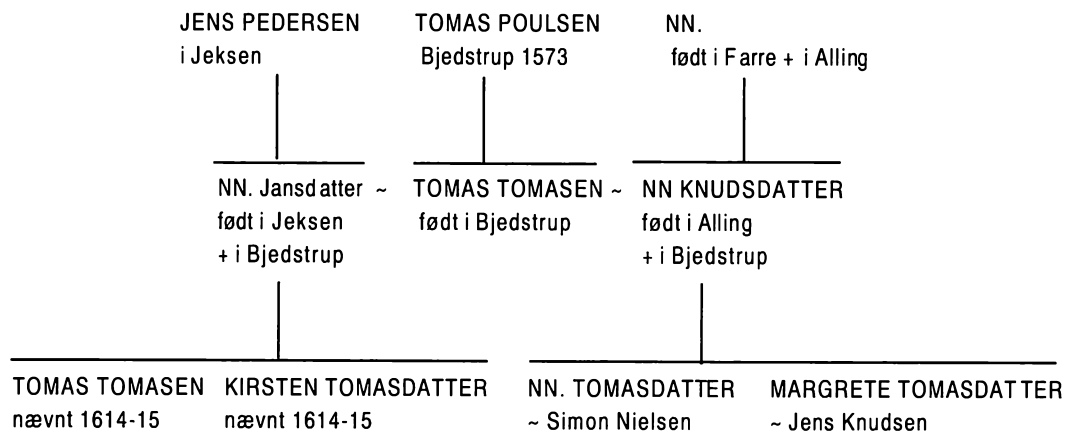 JENS PEDERSEN
i Jeksen
TOMAS POULSEN
Bjedstrup 1573
NN.
født i Farre + i Alling
NN. Jansdatter ~
født i Jeksen
+ i Bjedstrup
TOMAS TOMASEN ~
født i Bjedstrup
NN KNUDSDATTER
født i Alling
+ i Bjedstrup
TOMAS TOMASEN
nævnt 1614-15
KIRSTEN TOMASDATTER
nævnt 1614-15
NN. TOMASDATTER
~ Simon Nielsen
MARGRETE TOMASDATTER
~ Jens Knudsen